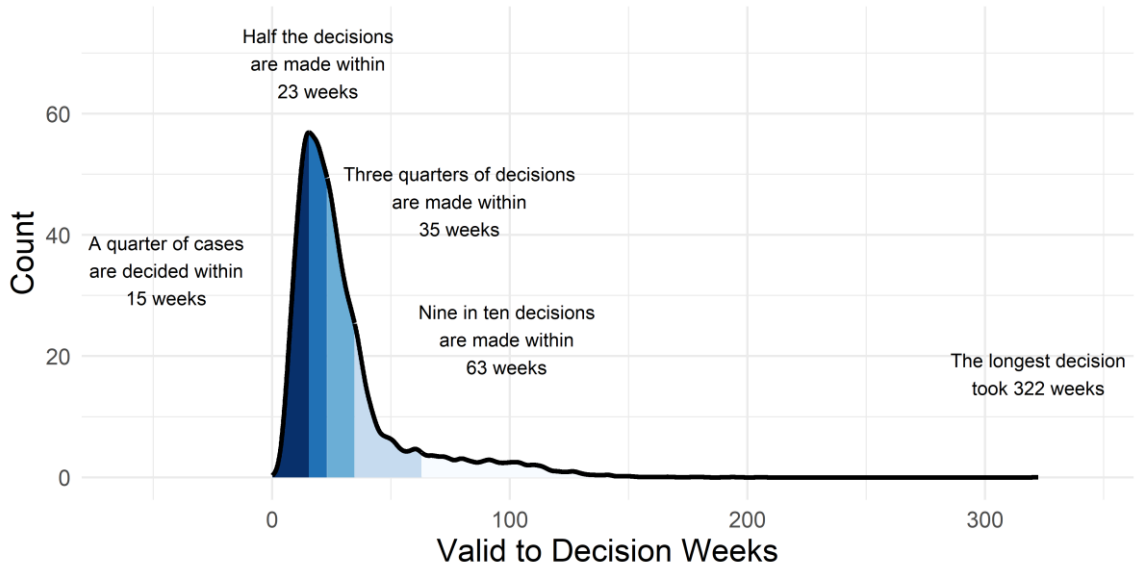 Half the decisions
are made within
23 weeks
Three quarters of decisions
are made within
35 weeks
A quarter of cases
are decided within
15 weeks
Nine in ten decisions
are made within
63 weeks
The longest decision
took 322 weeks
Count
60
40
20
0
0
100
200
300
Valid to Decision Weeks